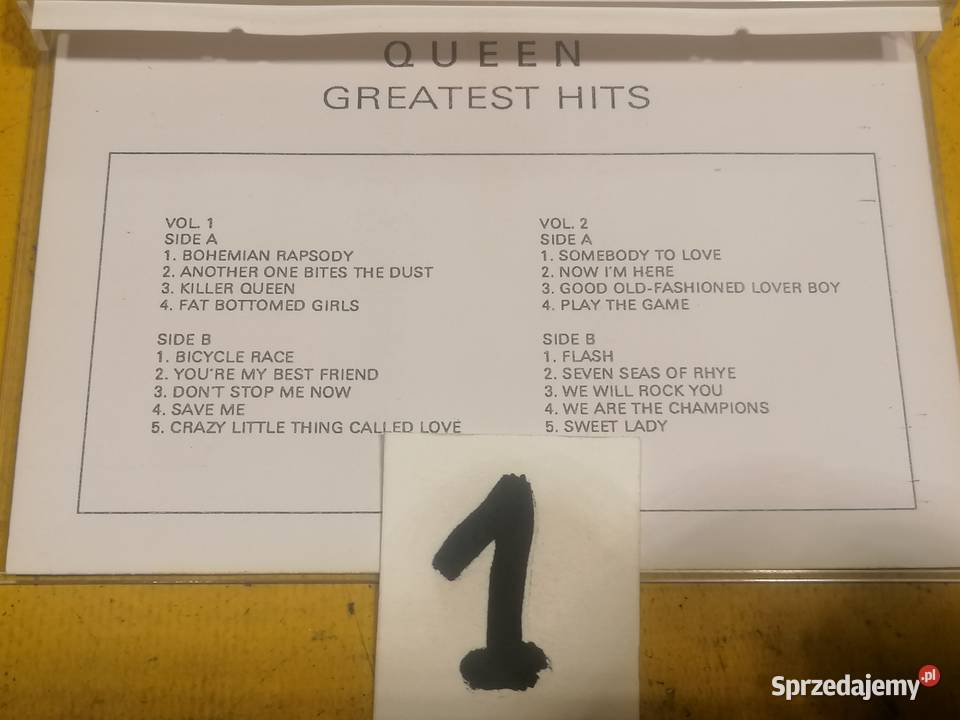 QUEEN
GREATEST HITS
VOL. 1
SIDE A
1. BOHEMIAN RAPSODY
2. ANOTHER ONE BITES THE DUST
3. KILLER QUEEN
4. FAT BOTTOMED GIRLS
SIDE B
1. BICYCLE RACE
2. YOU'RE MY BEST FRIEND
3. DON'T STOP ME NOW
4. SAVE ME
5. CRAZY LITTLE THING CALLED LOVE
VOL. 2
SIDE A
1. SOMEBODY TO LOVE
2. NOW I'M HERE
3. GOOD OLD-FASHIONED LOVER BOY
4. PLAY THE GAME
SIDE B
1. FLASH
2. SEVEN SEAS OF RHYE
3. WE WILL ROCK YOU
4. WE ARE THE CHAMPIONS
5. SWEET LADY
1
Sprzedajemy.pl